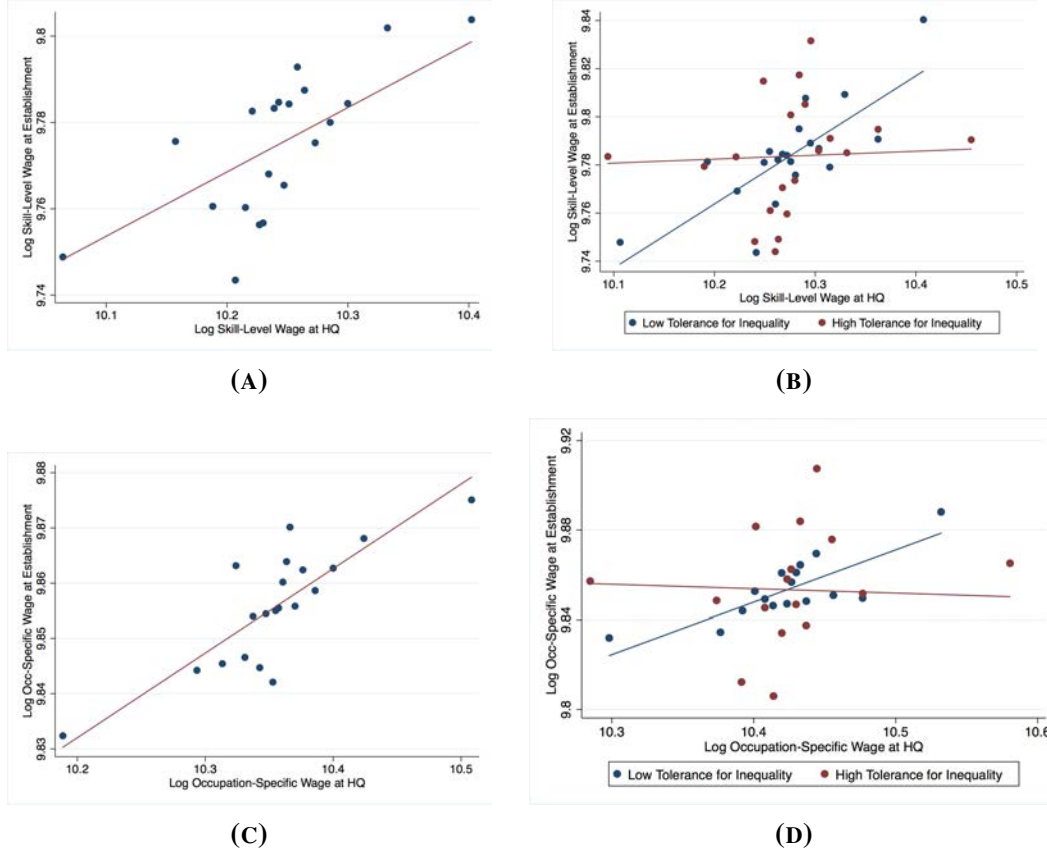 Log Skill-Level Wage at Establishment
9.8
9.78
9.76
9.74
10.1 10.2 10.3 10.4
Log Skill-Level Wage at HQ
(A)
Log Skill-Level Wage at Establishment
9.84
9.82
9.8
9.78
9.76
9.74
10.1 10.2 10.3 10.4 10.5
Log Skill-Level Wage at HQ
Low Tolerance for Inequality High Tolerance for Inequality
(B)
Log Occ-Specific Wage at Establishment
9.88
9.87
9.86
9.85
9.84
9.83
10.2 10.3 10.4 10.5
Log Occupation-Specific Wage at HQ
(C)
Log Occ-Specific Wage at Establishment
9.92
9.88
9.84
9.8
10.3 10.4 10.5 10.6
Log Occupation-Specific Wage at HQ
Low Tolerance for Inequality High Tolerance for Inequality
(D)